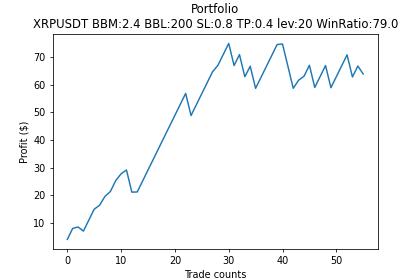 Portfolio
XRPUSDT BBM:2.4 BBL:200 SL:0.8 TP:0.4 lev:20 WinRatio:79.0
70
60
50
40
30
20
10
Profit ($)
0 10 20 30 40 50
Trade counts